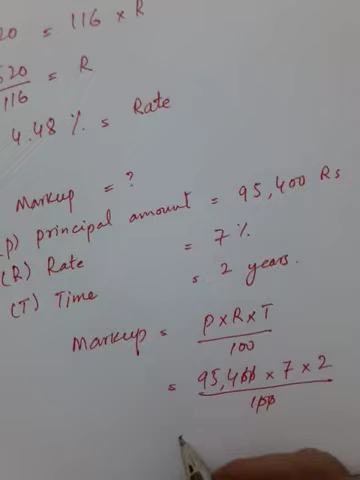 20 = 116 × R
520 / 116 = R
4.48 % = Rate
Markup = ?
(P) principal amount = 95,400 Rs
(R) Rate = 7 %
(T) Time = 2 years.
Markup = P×R×T / 100
= 95,400 × 7 × 2 / 100